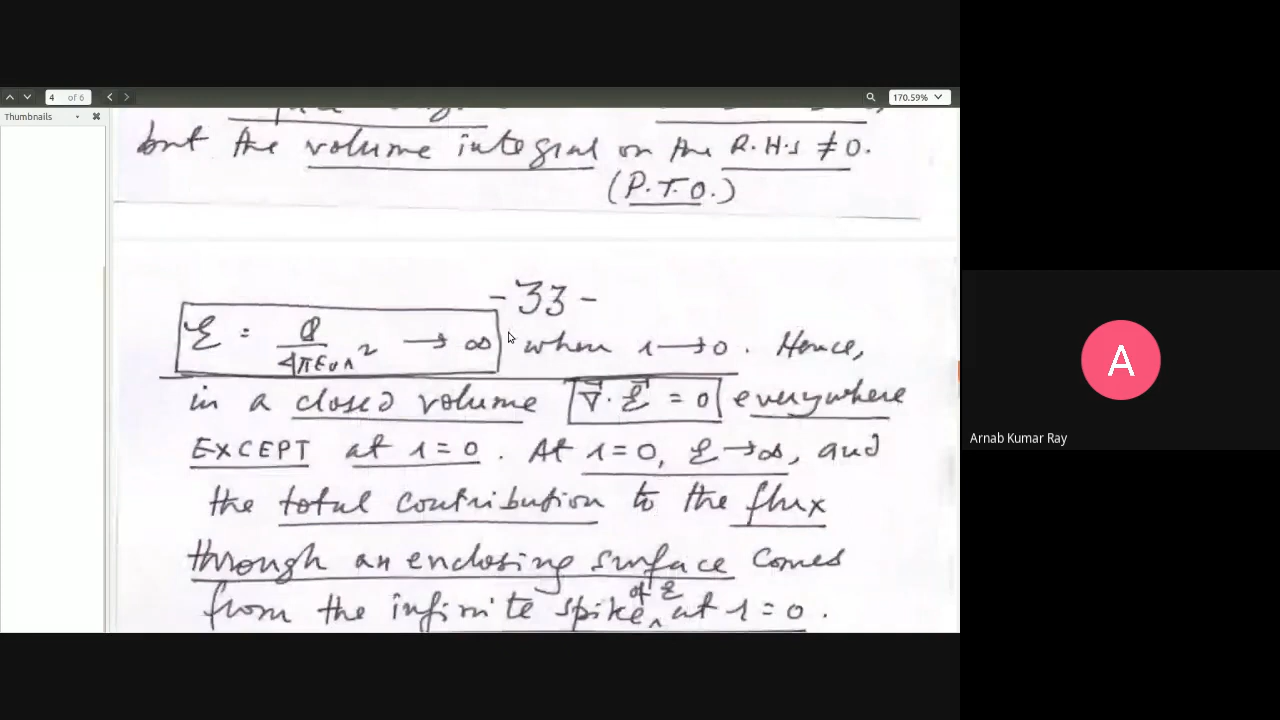 4 of 6
170.59%
Thumbnails
but the volume integral on the R.H.S ≠ 0.
(P.T.O.)
-33-
E = Q / 4πε₀r² → ∞ when r → 0. Hence,
in a closed volume ∇⃗·E⃗ = 0 everywhere
EXCEPT at r = 0. At r = 0, E → ∞, and
the total contribution to the flux
through an enclosing surface comes
from the infinite spike of E at r = 0.
A
Arnab Kumar Ray